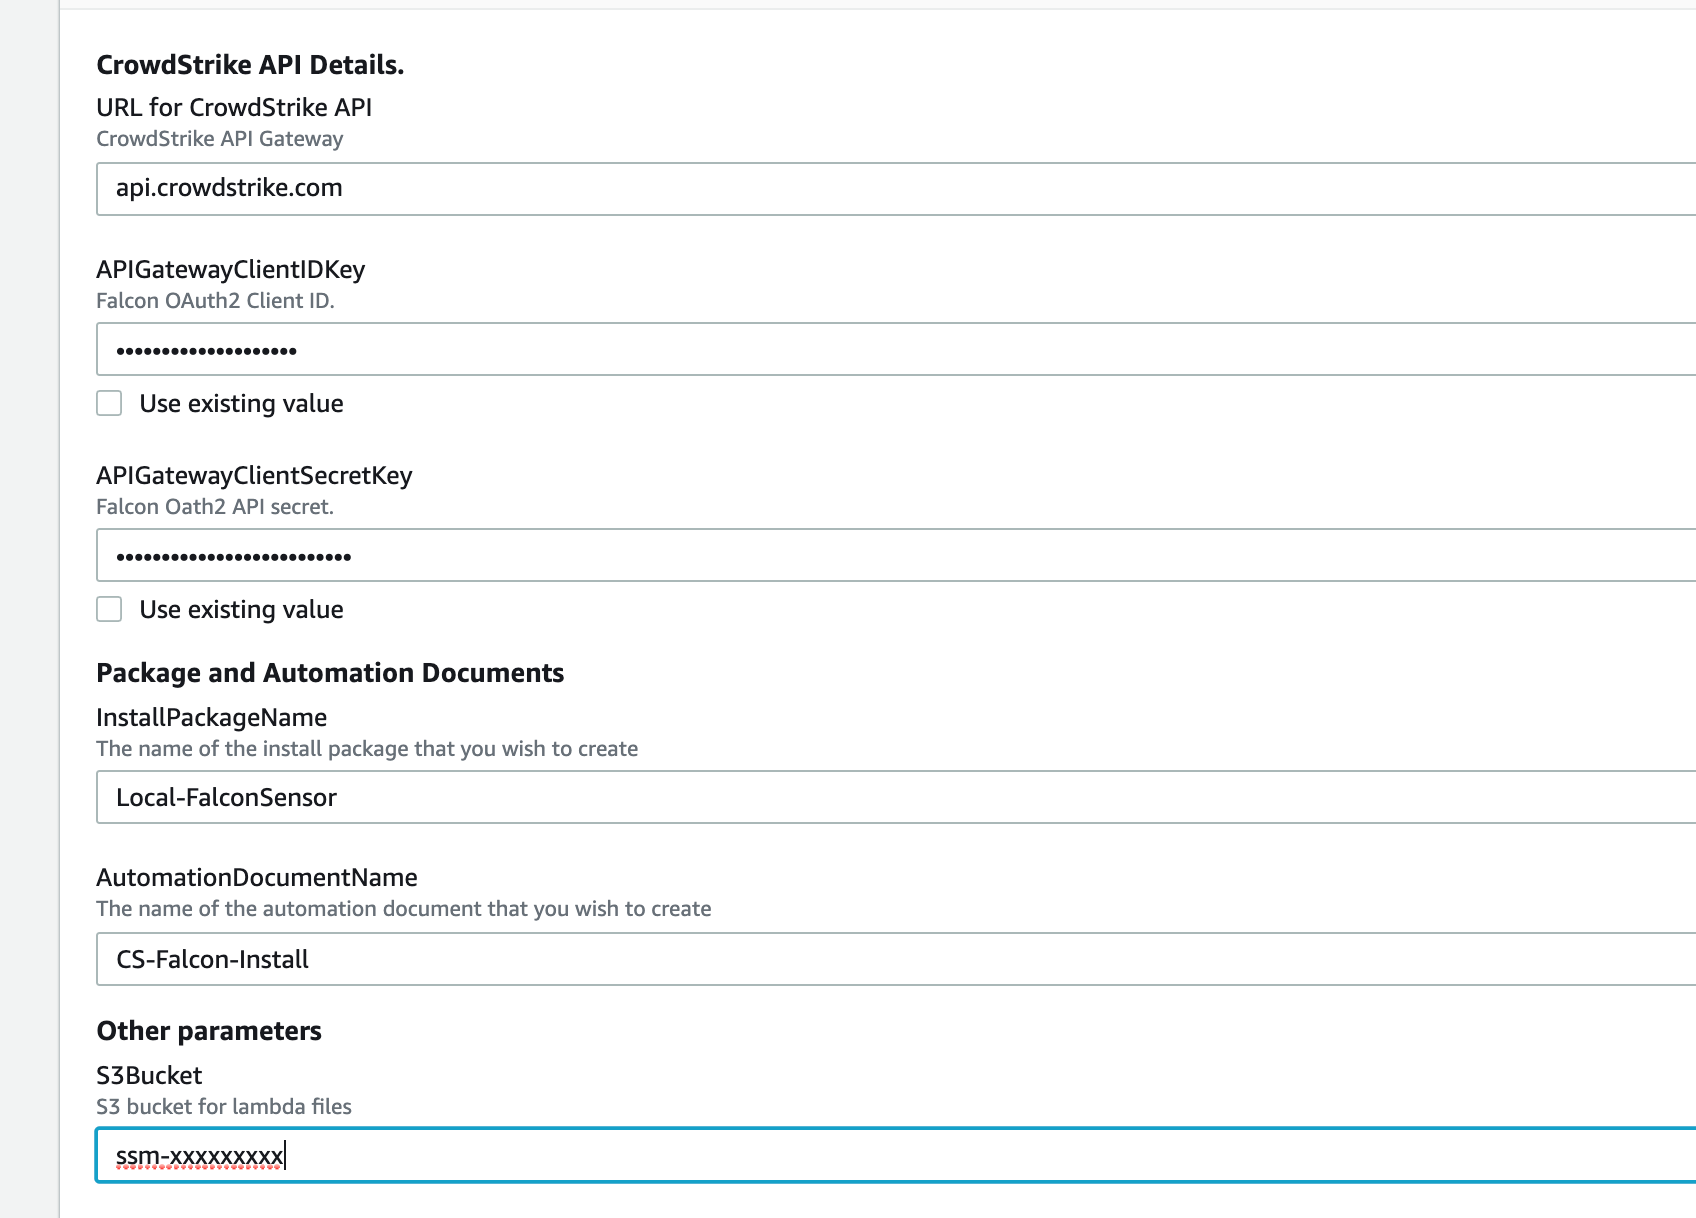 CrowdStrike API Details.
URL for CrowdStrike API
CrowdStrike API Gateway
api.crowdstrike.com
APIGatewayClientIDKey
Falcon OAuth2 Client ID.
••••••••••••••••••••
Use existing value
APIGatewayClientSecretKey
Falcon Oath2 API secret.
••••••••••••••••••••••••••
Use existing value
Package and Automation Documents
InstallPackageName
The name of the install package that you wish to create
Local-FalconSensor
AutomationDocumentName
The name of the automation document that you wish to create
CS-Falcon-Install
Other parameters
S3Bucket
S3 bucket for lambda files
ssm-xxxxxxxxx